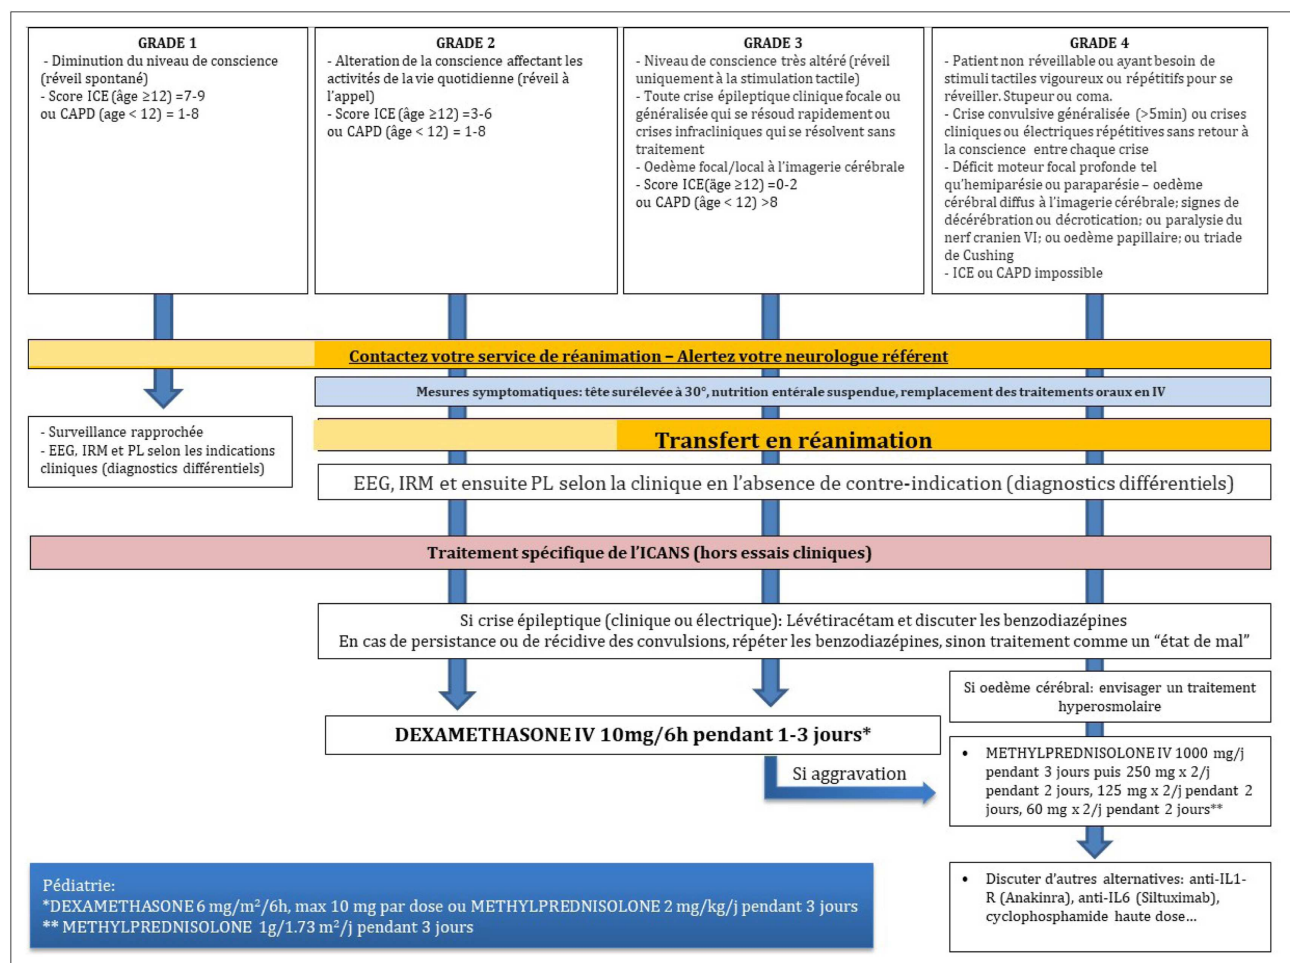 GRADE 1
- Diminution du niveau de conscience
(réveil spontané)
- Score ICE (âge ≥12) =7-9
ou CAPD (age < 12) = 1-8
GRADE 2
- Alteration de la conscience affectant les
activités de la vie quotidienne (réveil à
l'appel)
- Score ICE (âge ≥12) =3-6
ou CAPD (âge < 12) = 1-8
GRADE 3
- Niveau de conscience très altéré (réveil
uniquement à la stimulation tactile)
- Toute crise épileptique clinique focale ou
généralisée qui se résoud rapidement ou
crises infracliniques qui se résolvent sans
traitement
- Oedème focal/local à l'imagerie cérébrale
- Score ICE(äge ≥12) =0-2
ou CAPD (âge < 12) >8
GRADE 4
- Patient non réveillable ou ayant besoin de
stimuli tactiles vigoureux ou répétitifs pour se
réveiller. Stupeur ou coma.
- Crise convulsive généralisée (>5min) ou crises
cliniques ou électriques répétitives sans retour à
la conscience entre chaque crise
- Déficit moteur focal profonde tel
qu'hemiparésie ou paraparésie – oedème
cérébral diffus à l'imagerie cérébrale; signes de
décérébration ou décrotication; ou paralysie du
nerf cranien VI; ou oedème papillaire; ou triade
de Cushing
- ICE ou CAPD impossible
Contactez votre service de réanimation – Alertez votre neurologue référent
Mesures symptomatiques: tête surélevée à 30°, nutrition entérale suspendue, remplacement des traitements oraux en IV
- Surveillance rapprochée
- EEG, IRM et PL selon les indications
cliniques (diagnostics différentiels)
Transfert en réanimation
EEG, IRM et ensuite PL selon la clinique en l'absence de contre-indication (diagnostics différentiels)
Traitement spécifique de l'ICANS (hors essais cliniques)
Si crise épileptique (clinique ou électrique): Lévétiracétam et discuter les benzodiazépines
En cas de persistance ou de récidive des convulsions, répéter les benzodiazépines, sinon traitement comme un "état de mal"
Si oedème cérébral: envisager un traitement
hyperosmolaire
DEXAMETHASONE IV 10mg/6h pendant 1-3 jours*
Si aggravation
• METHYLPREDNISOLONE IV 1000 mg/j
pendant 3 jours puis 250 mg x 2/j
pendant 2 jours, 125 mg x 2/j pendant 2
jours, 60 mg x 2/j pendant 2 jours**
Pédiatrie:
*DEXAMETHASONE 6 mg/m²/6h, max 10 mg par dose ou METHYLPREDNISOLONE 2 mg/kg/j pendant 3 jours
** METHYLPREDNISOLONE 1g/1.73 m²/j pendant 3 jours
• Discuter d'autres alternatives: anti-IL1-
R (Anakinra), anti-IL6 (Siltuximab),
cyclophosphamide haute dose…